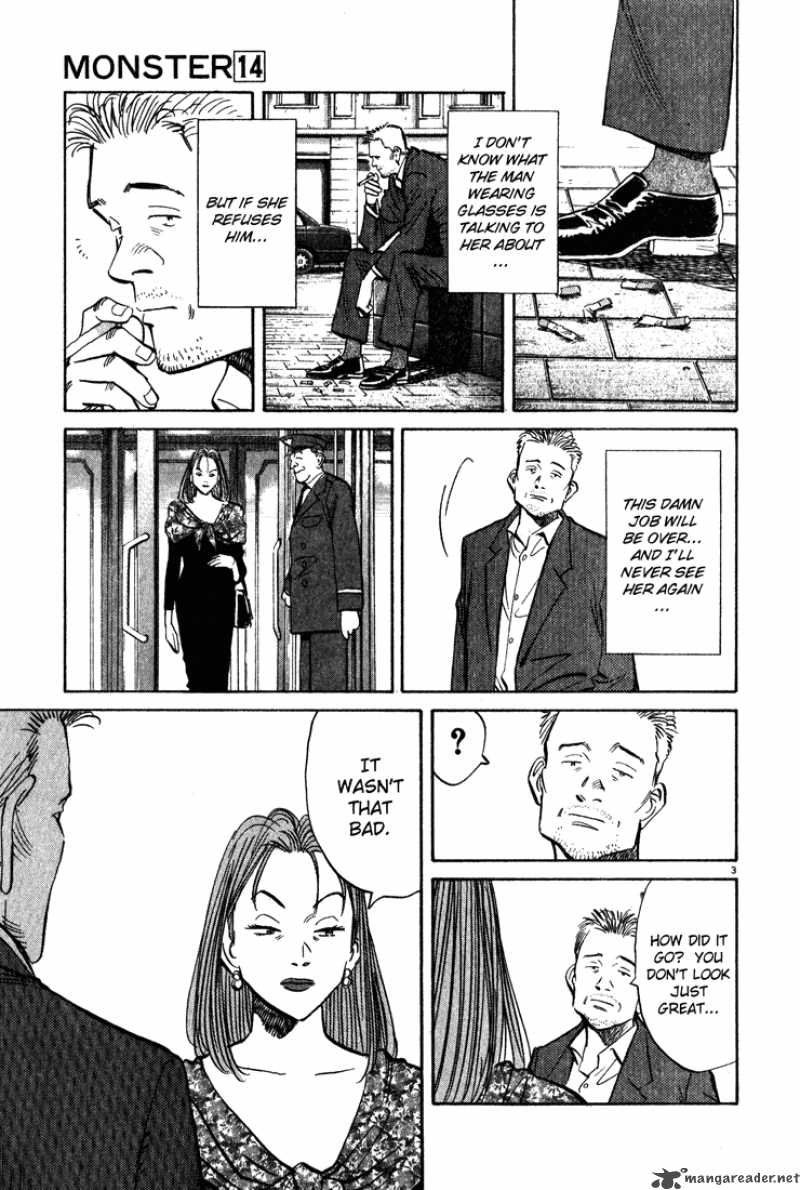 MONSTER 14
I DON'T
KNOW WHAT
THE MAN
WEARING
GLASSES IS
TALKING TO
HER ABOUT
...
BUT IF SHE
REFUSES
HIM...
THIS DAMN
JOB WILL
BE OVER...
AND I'LL
NEVER SEE
HER AGAIN
...
?
IT
WASN'T
THAT
BAD.
3
HOW DID IT
GO? YOU
DON'T LOOK
JUST
GREAT...
mangareader.net